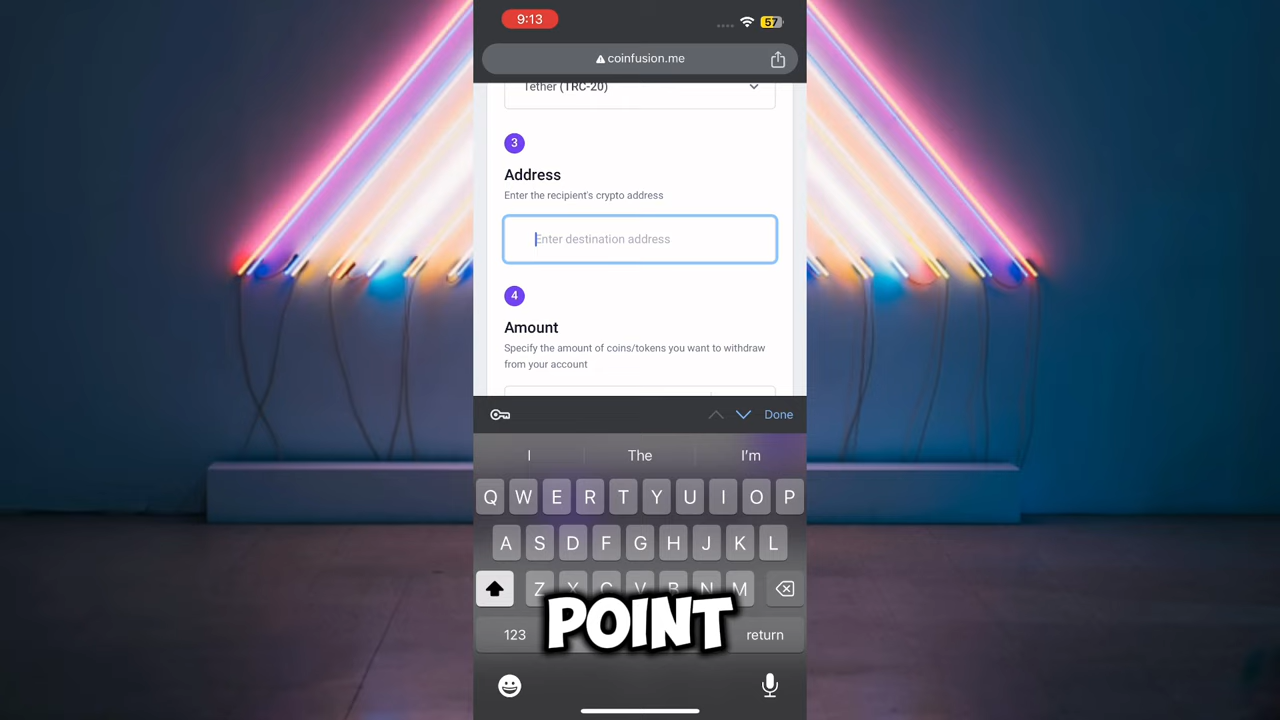 9:13
57
coinfusion.me
Tether (TRC-20)
3
Address
Enter the recipient's crypto address
Enter destination address
4
Amount
Specify the amount of coins/tokens you want to withdraw
from your account
Done
I The I'm
Q W E R T Y U I O P
A S D F G H J K L
Z X C V B N M
POINT
123 return